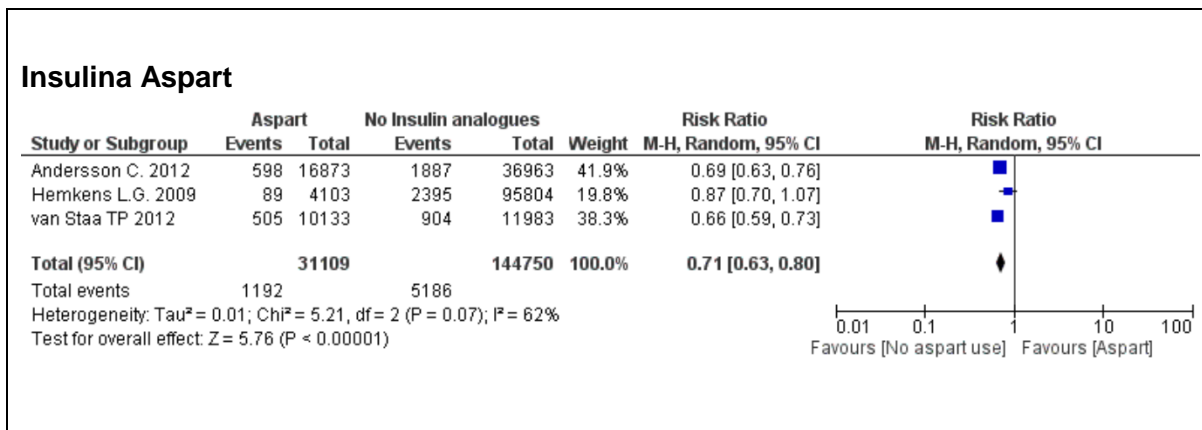 Insulina Aspart
Aspart No Insulin analogues Risk Ratio Risk Ratio
Study or Subgroup Events Total Events Total Weight M-H, Random, 95% CI M-H, Random, 95% CI
Andersson C. 2012 598 16873 1887 36963 41.9% 0.69 [0.63, 0.76]
Hemkens L.G. 2009 89 4103 2395 95804 19.8% 0.87 [0.70, 1.07]
van Staa TP 2012 505 10133 904 11983 38.3% 0.66 [0.59, 0.73]
Total (95% CI) 31109 144750 100.0% 0.71 [0.63, 0.80]
Total events 1192 5186
Heterogeneity: Tau² = 0.01; Chi² = 5.21, df = 2 (P = 0.07); I² = 62%
Test for overall effect: Z = 5.76 (P < 0.00001)
0.01 0.1 1 10 100
Favours [No aspart use] Favours [Aspart]